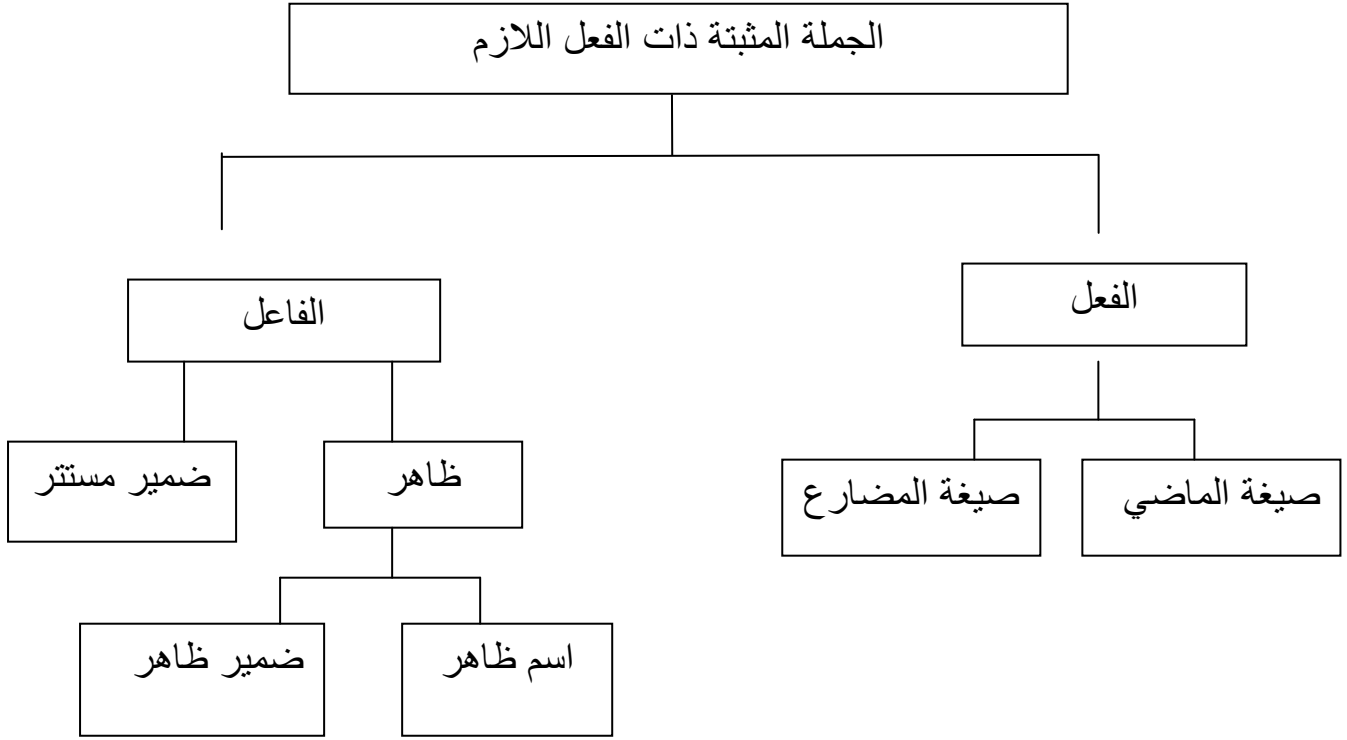 الجملة المثبتة ذات الفعل اللازم
الفعل
الفاعل
صيغة الماضي
صيغة المضارع
ظاهر
ضمير مستتر
اسم ظاهر
ضمير ظاهر